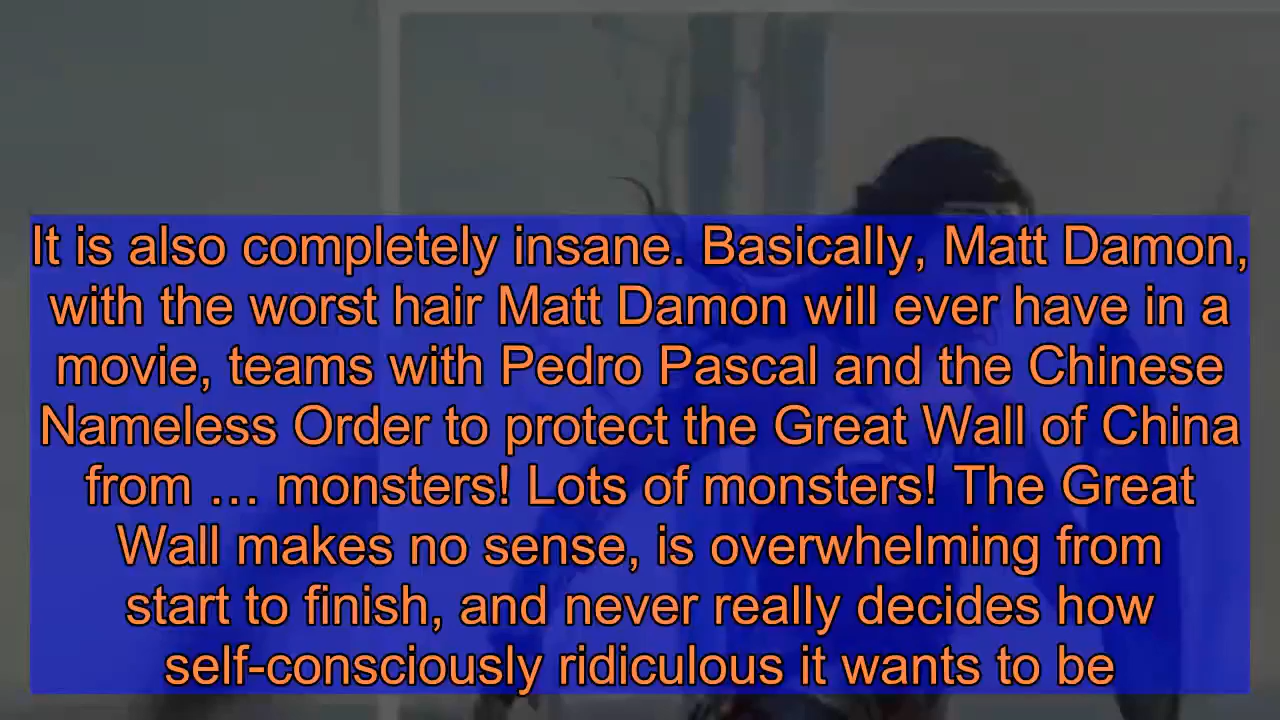 It is also completely insane. Basically, Matt Damon,
with the worst hair Matt Damon will ever have in a
movie, teams with Pedro Pascal and the Chinese
Nameless Order to protect the Great Wall of China
from … monsters! Lots of monsters! The Great
Wall makes no sense, is overwhelming from
start to finish, and never really decides how
self-consciously ridiculous it wants to be